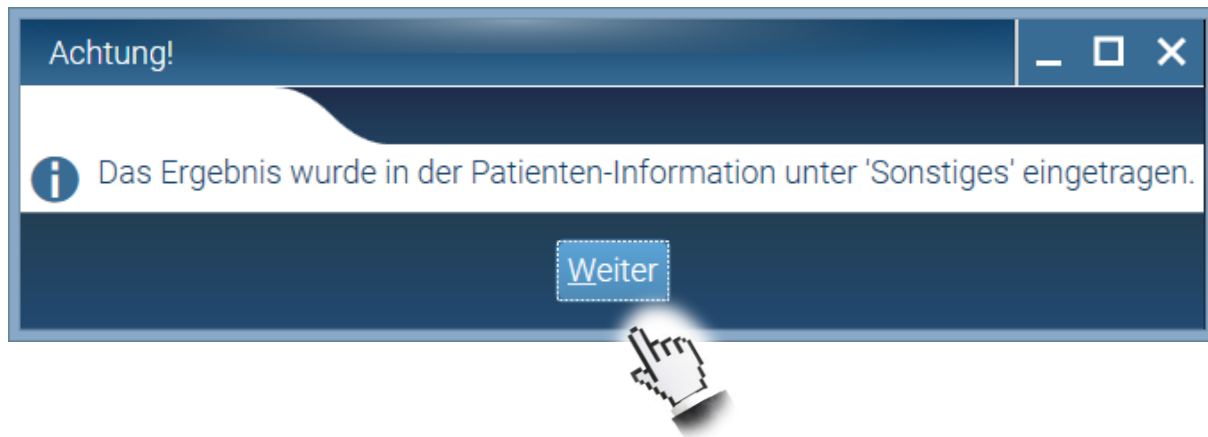 Achtung!
Das Ergebnis wurde in der Patienten-Information unter 'Sonstiges' eingetragen.
Weiter